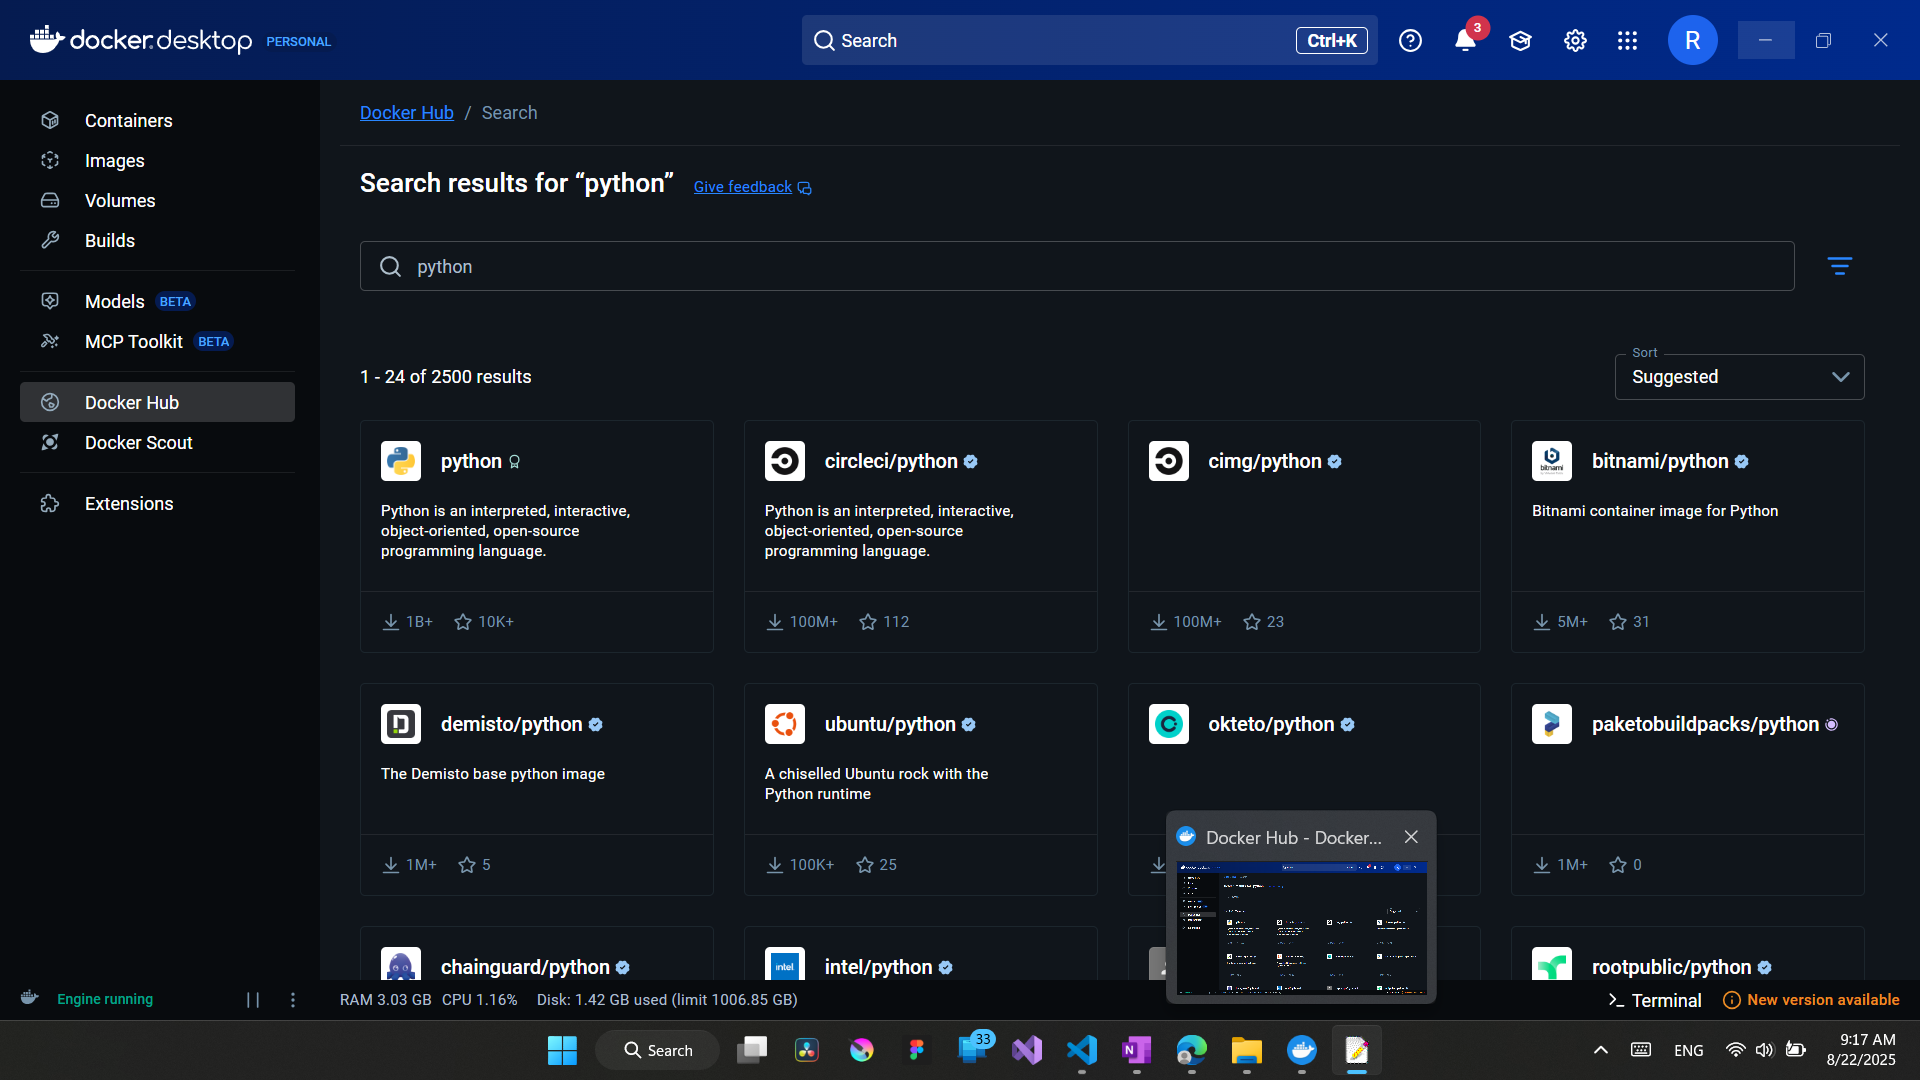 docker.desktop PERSONAL
Search Ctrl+K
3
R
Containers
Images
Volumes
Builds
Models BETA
MCP Toolkit BETA
Docker Hub
Docker Scout
Extensions
Docker Hub / Search
Search results for “python” Give feedback
python
1 - 24 of 2500 results
Sort
Suggested
python
Python is an interpreted, interactive,
object-oriented, open-source
programming language.
1B+ 10K+
circleci/python
Python is an interpreted, interactive,
object-oriented, open-source
programming language.
100M+ 112
cimg/python
100M+ 23
bitnami
bitnami/python
Bitnami container image for Python
5M+ 31
demisto/python
The Demisto base python image
1M+ 5
ubuntu/python
A chiselled Ubuntu rock with the
Python runtime
100K+ 25
okteto/python
paketobuildpacks/python
1M+ 0
chainguard/python
intel
intel/python
rootpublic/python
Docker Hub - Docker...
Engine running
RAM 3.03 GB CPU 1.16% Disk: 1.42 GB used (limit 1006.85 GB)
Terminal
New version available
Search
33
ENG
9:17 AM
8/22/2025